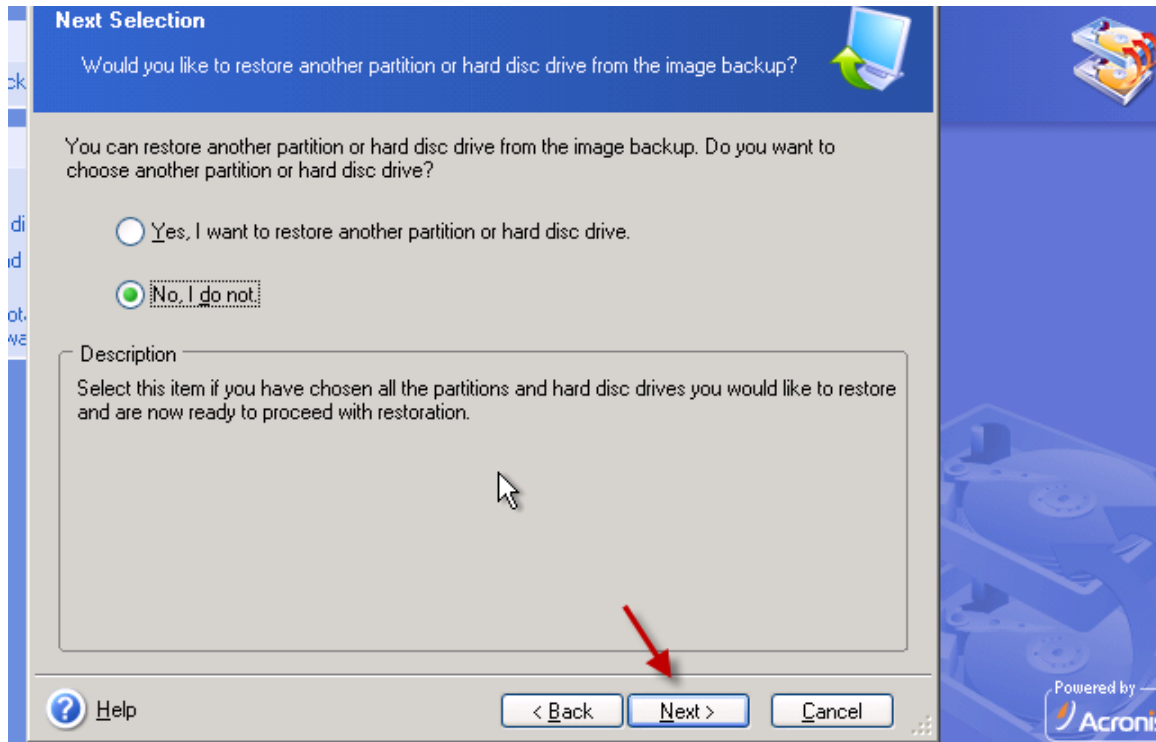 Next Selection
Would you like to restore another partition or hard disc drive from the image backup?
You can restore another partition or hard disc drive from the image backup. Do you want to
choose another partition or hard disc drive?
Yes, I want to restore another partition or hard disc drive.
No, I do not.
Description
Select this item if you have chosen all the partitions and hard disc drives you would like to restore
and are now ready to proceed with restoration.
? Help
< Back
Next >
Cancel
Powered by
Acronis